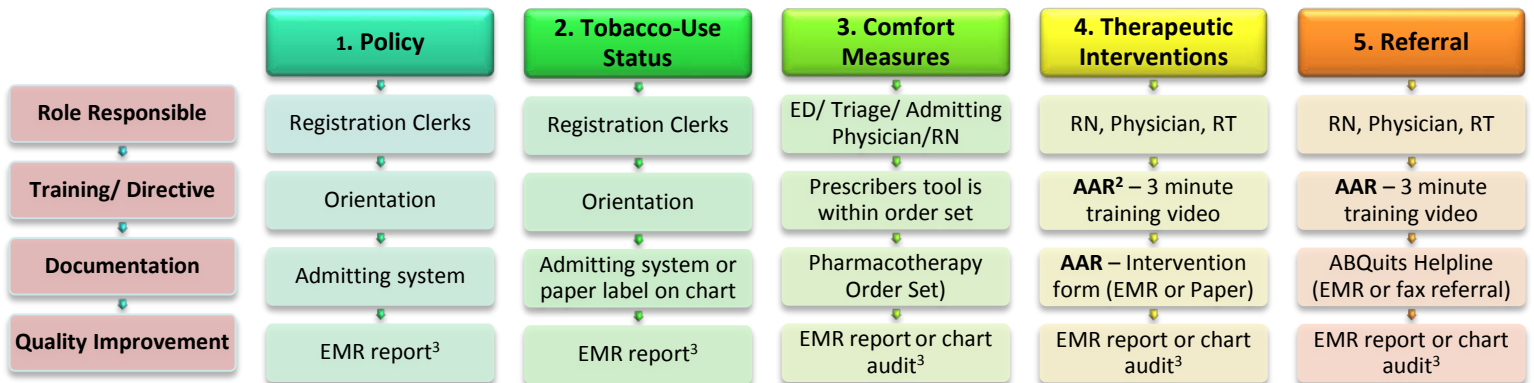 1. Policy
2. Tobacco-Use
Status
3. Comfort
Measures
4. Therapeutic
Interventions
5. Referral
Role Responsible
Registration Clerks
Registration Clerks
ED/ Triage/ Admitting
Physician/RN
RN, Physician, RT
RN, Physician, RT
Training/ Directive
Orientation
Orientation
Prescribers tool is
within order set
AAR² – 3 minute
training video
AAR – 3 minute
training video
Documentation
Admitting system
Admitting system or
paper label on chart
Pharmacotherapy
Order Set)
AAR – Intervention
form (EMR or Paper)
ABQuits Helpline
(EMR or fax referral)
Quality Improvement
EMR report³
EMR report³
EMR report or chart
audit³
EMR report or chart
audit³
EMR report or chart
audit³